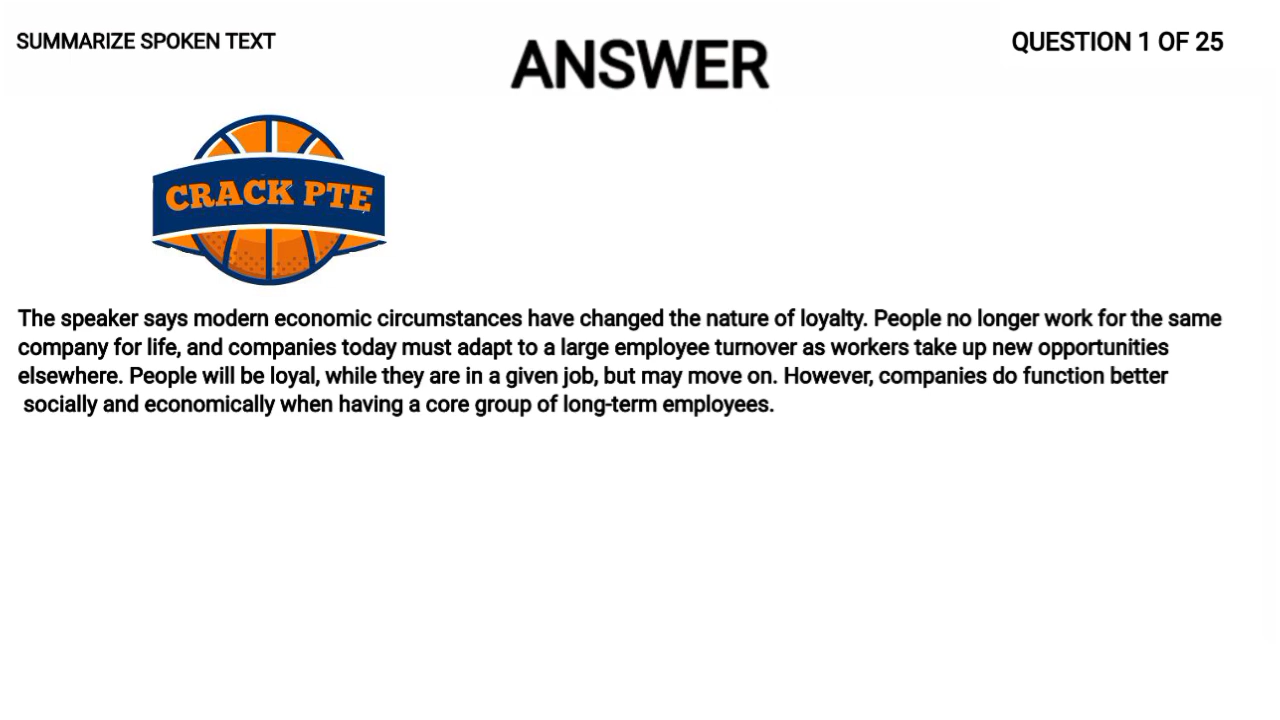 SUMMARIZE SPOKEN TEXT
ANSWER
QUESTION 1 OF 25
CRACK PTE
The speaker says modern economic circumstances have changed the nature of loyalty. People no longer work for the same
company for life, and companies today must adapt to a large employee turnover as workers take up new opportunities
elsewhere. People will be loyal, while they are in a given job, but may move on. However, companies do function better
socially and economically when having a core group of long-term employees.